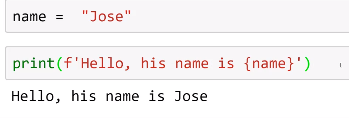 name =  "Jose"
print(f'Hello, his name is {name}')
Hello, his name is Jose